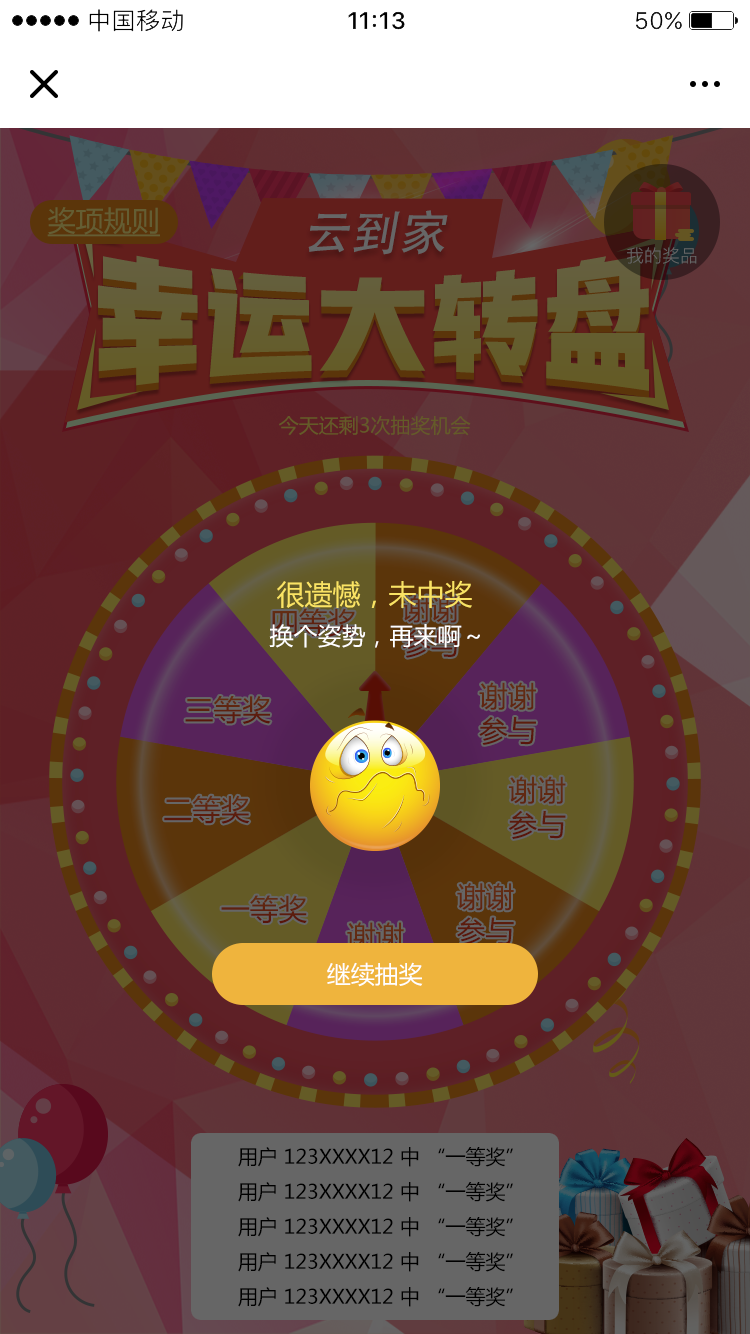 中国移动 11:13 50%
奖项规则
云到家
我的奖品
幸运大转盘
今天还剩3次抽奖机会
很遗憾，未中奖
换个姿势，再来啊～
四等奖
谢谢
参与
三等奖
谢谢
参与
二等奖
谢谢
参与
一等奖
谢谢
参与
谢谢
继续抽奖
用户 123XXXX12 中 “一等奖”
用户 123XXXX12 中 “一等奖”
用户 123XXXX12 中 “一等奖”
用户 123XXXX12 中 “一等奖”
用户 123XXXX12 中 “一等奖”